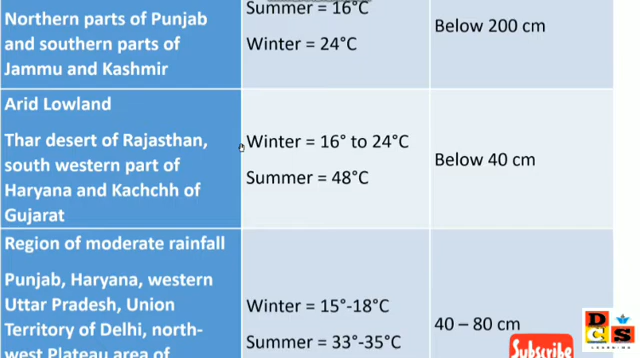 Northern parts of Punjab
and southern parts of
Jammu and Kashmir
Summer = 16°C
Winter = 24°C
Below 200 cm
Arid Lowland
Thar desert of Rajasthan,
south western part of
Haryana and Kachchh of
Gujarat
Winter = 16° to 24°C
Summer = 48°C
Below 40 cm
Region of moderate rainfall
Punjab, Haryana, western
Uttar Pradesh, Union
Territory of Delhi, north-
west Plateau area of
Winter = 15°-18°C
Summer = 33°-35°C
40 – 80 cm
D
C S
LEARNING
Subscribe